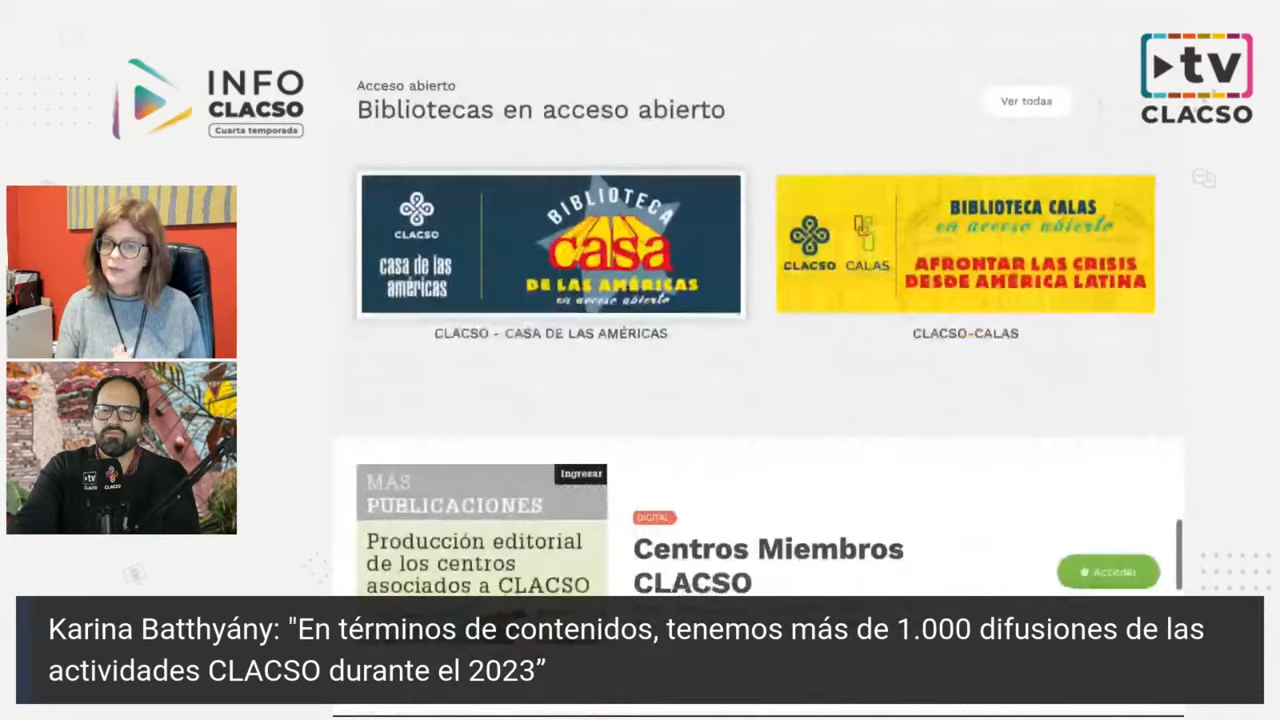 INFO
CLACSO
Cuarta temporada
Acceso abierto
Bibliotecas en acceso abierto
Ver todas
tv
CLACSO
CLACSO
casa de las
américas
BIBLIOTECA
casa
DE LAS AMÉRICAS
en acceso abierto
CLACSO - CASA DE LAS AMÉRICAS
CLACSO CALAS
BIBLIOTECA CALAS
en acceso abierto
AFRONTAR LAS CRISIS
DESDE AMÉRICA LATINA
CLACSO-CALAS
MÁS
PUBLICACIONES
Ingresar
Producción editorial
de los centros
asociados a CLACSO
DIGITAL
Centros Miembros
CLACSO
Acceder
tv
CLACSO
CLACSO
Karina Batthyány: "En términos de contenidos, tenemos más de 1.000 difusiones de las
actividades CLACSO durante el 2023”